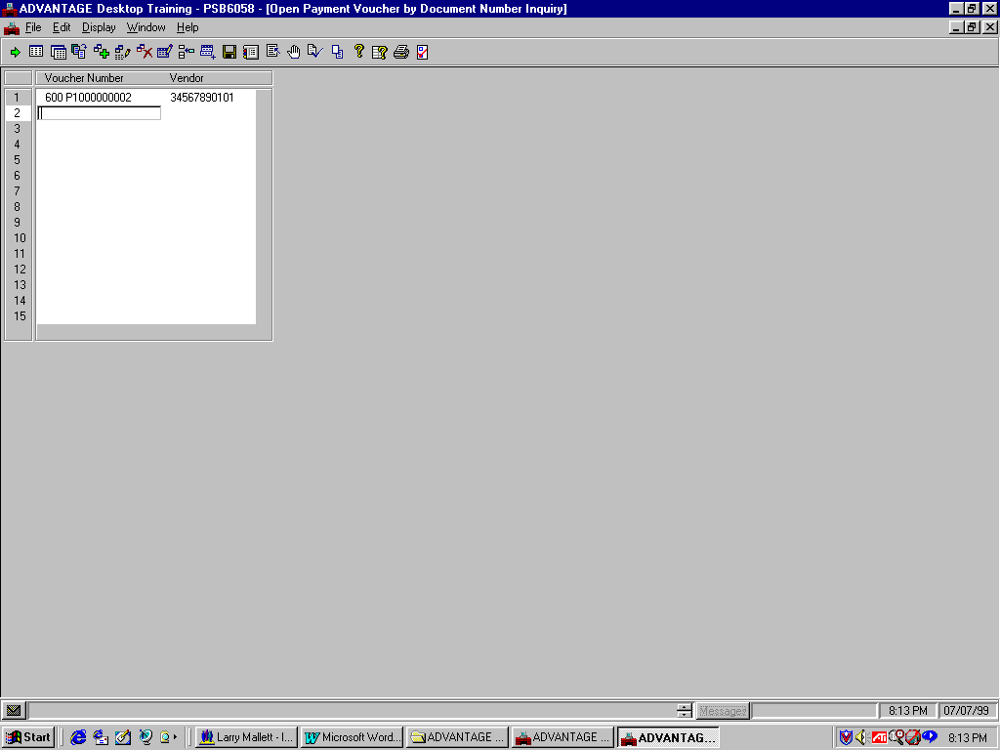 ADVANTAGE Desktop Training - PSB6058 - [Open Payment Voucher by Document Number Inquiry]
File Edit Display Window Help
Voucher Number Vendor
1 600 P1000000002 34567890101
2
3
4
5
6
7
8
9
10
11
12
13
14
15
Messages 8:13 PM 07/07/99
Start Larry Mallett - I... Microsoft Word... ADVANTAGE ... ADVANTAGE ... ADVANTAG... 8:13 PM